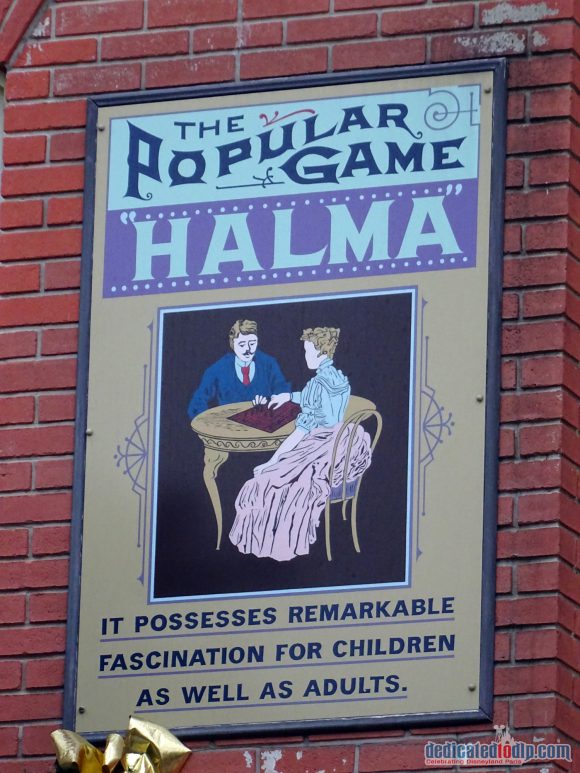 THE
POPULAR
GAME
"HALMA"
IT POSSESSES REMARKABLE
FASCINATION FOR CHILDREN
AS WELL AS ADULTS.
dedicatedtodlp.com
Celebrating Disneyland Paris